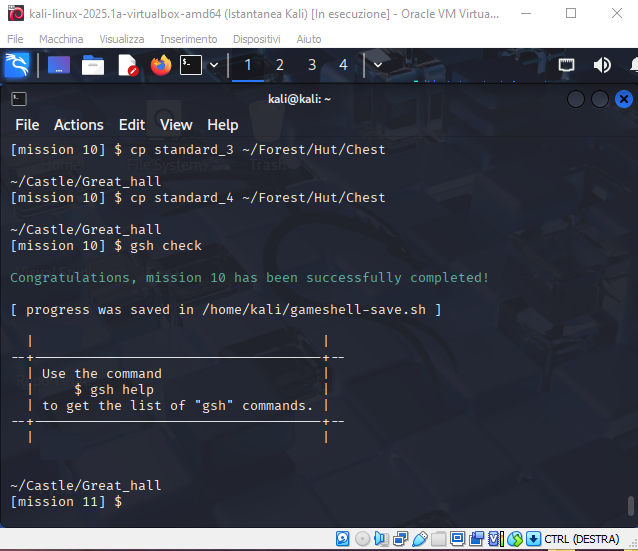 kali-linux-2025.1a-virtualbox-amd64 (Istantanea Kali) [In esecuzione] - Oracle VM Virtua...
File Macchina Visualizza Inserimento Dispositivi Aiuto
1 2 3 4
kali@kali: ~
File Actions Edit View Help
[mission 10] $ cp standard_3 ~/Forest/Hut/Chest
~/Castle/Great_hall
[mission 10] $ cp standard_4 ~/Forest/Hut/Chest
~/Castle/Great_hall
[mission 10] $ gsh check
Congratulations, mission 10 has been successfully completed!
[ progress was saved in /home/kali/gameshell-save.sh ]
Use the command
$ gsh help
to get the list of "gsh" commands.
~/Castle/Great_hall
[mission 11] $
CTRL (DESTRA)